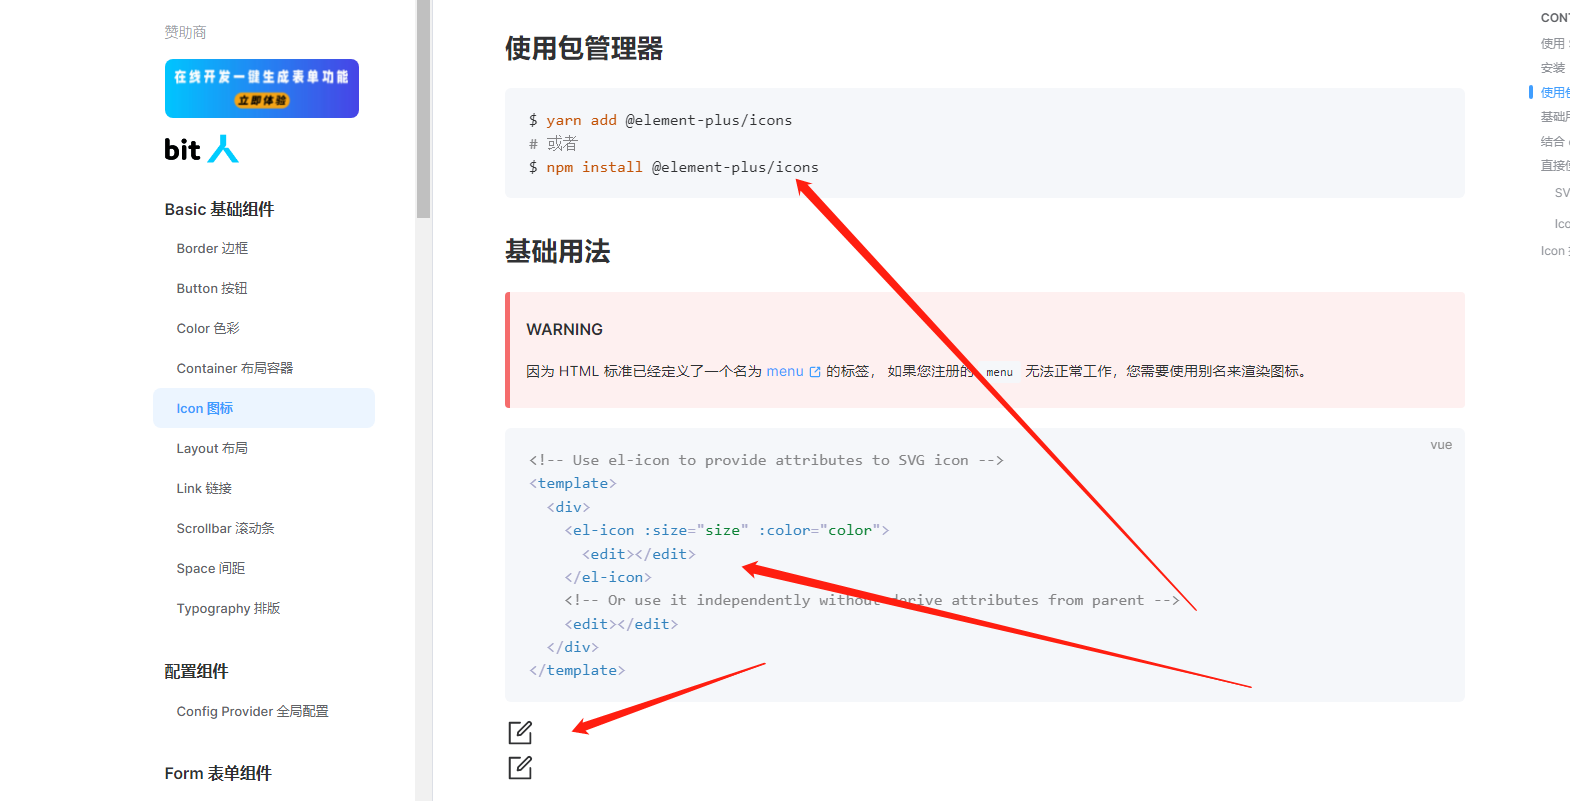 赞助商
在线开发一键生成表单功能
立即体验
bit
Basic 基础组件
Border 边框
Button 按钮
Color 色彩
Container 布局容器
Icon 图标
Layout 布局
Link 链接
Scrollbar 滚动条
Space 间距
Typography 排版
配置组件
Config Provider 全局配置
Form 表单组件
使用包管理器
$ yarn add @element-plus/icons
# 或者
$ npm install @element-plus/icons
基础用法
WARNING
因为 HTML 标准已经定义了一个名为 menu 的标签， 如果您注册的 menu 无法正常工作，您需要使用别名来渲染图标。
vue
<!-- Use el-icon to provide attributes to SVG icon -->
<template>
<div>
<el-icon :size="size" :color="color">
<edit></edit>
</el-icon>
<!-- Or use it independently without derive attributes from parent -->
<edit></edit>
</div>
</template>
CON
使用
安装
使用
基础
结合
直接
SV
Ico
Icon